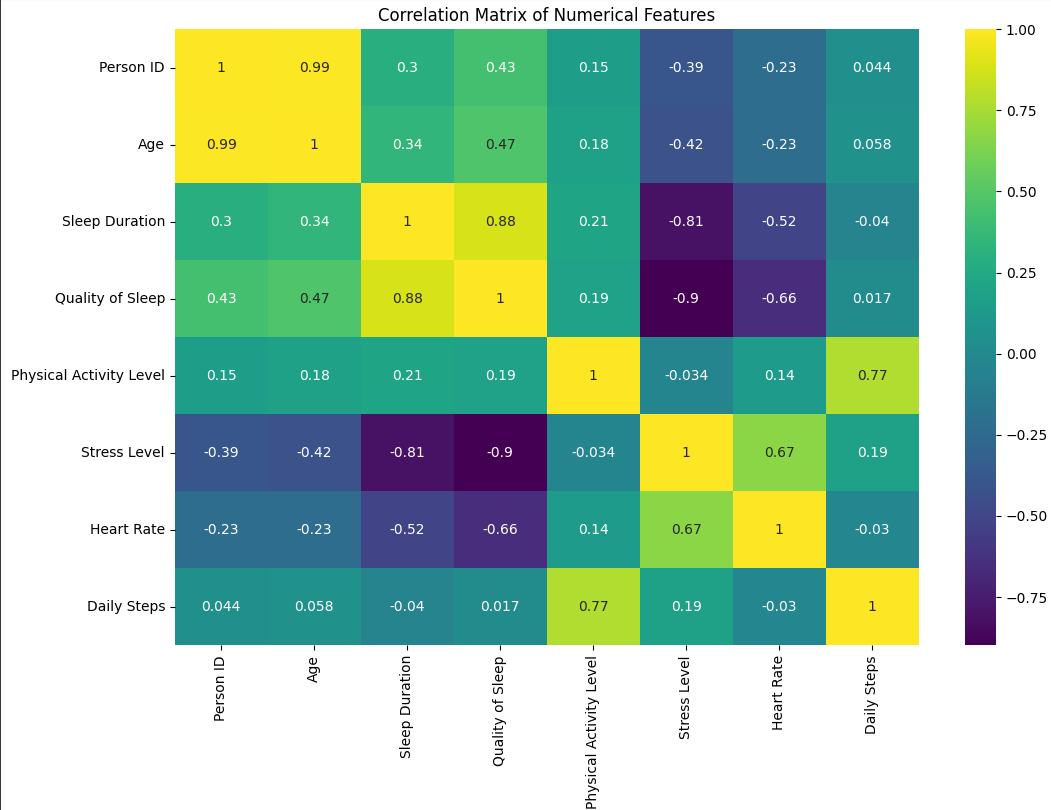 Correlation Matrix of Numerical Features
Person ID 1 0.99 0.3 0.43 0.15 -0.39 -0.23 0.044
Age 0.99 1 0.34 0.47 0.18 -0.42 -0.23 0.058
Sleep Duration 0.3 0.34 1 0.88 0.21 -0.81 -0.52 -0.04
Quality of Sleep 0.43 0.47 0.88 1 0.19 -0.9 -0.66 0.017
Physical Activity Level 0.15 0.18 0.21 0.19 1 -0.034 0.14 0.77
Stress Level -0.39 -0.42 -0.81 -0.9 -0.034 1 0.67 0.19
Heart Rate -0.23 -0.23 -0.52 -0.66 0.14 0.67 1 -0.03
Daily Steps 0.044 0.058 -0.04 0.017 0.77 0.19 -0.03 1
Person ID
Age
Sleep Duration
Quality of Sleep
Physical Activity Level
Stress Level
Heart Rate
Daily Steps
1.00
0.75
0.50
0.25
0.00
−0.25
−0.50
−0.75